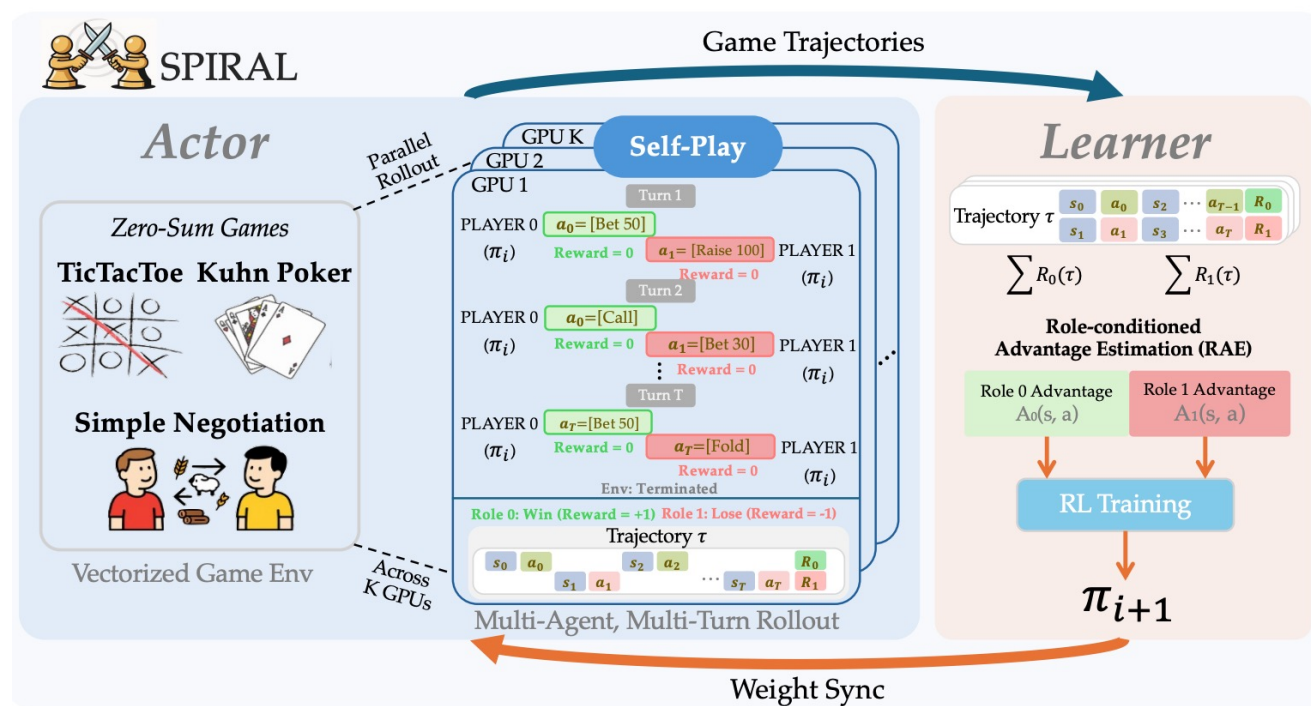 SPIRAL
Game Trajectories
Actor
Parallel
Rollout
Zero-Sum Games
TicTacToe Kuhn Poker
Simple Negotiation
Vectorized Game Env
Across
K GPUs
GPU K
GPU 2
GPU 1
Self-Play
Turn 1
PLAYER 0 a₀=[Bet 50]
(πᵢ) Reward = 0 a₁= [Raise 100] PLAYER 1
Reward = 0 (πᵢ)
Turn 2
PLAYER 0 a₀=[Call]
(πᵢ) Reward = 0 a₁=[Bet 30] PLAYER 1
⋮ Reward = 0 (πᵢ) ⋰
Turn T
PLAYER 0 a_T=[Bet 50]
(πᵢ) Reward = 0 a_T=[Fold] PLAYER 1
Reward = 0 (πᵢ)
Env: Terminated
Role 0: Win (Reward = +1) Role 1: Lose (Reward = -1)
Trajectory τ
s₀ a₀ s₂ a₂ R₀
s₁ a₁ ⋯ s_T a_T R₁
Multi-Agent, Multi-Turn Rollout
Learner
Trajectory τ
s₀ a₀ s₂ ⋯ a_T−1 R₀
s₁ a₁ s₃ ⋯ a_T R₁
∑ R₀(τ) ∑ R₁(τ)
Role-conditioned
Advantage Estimation (RAE)
Role 0 Advantage Role 1 Advantage
A₀(s, a) A₁(s, a)
RL Training
πᵢ₊₁
Weight Sync